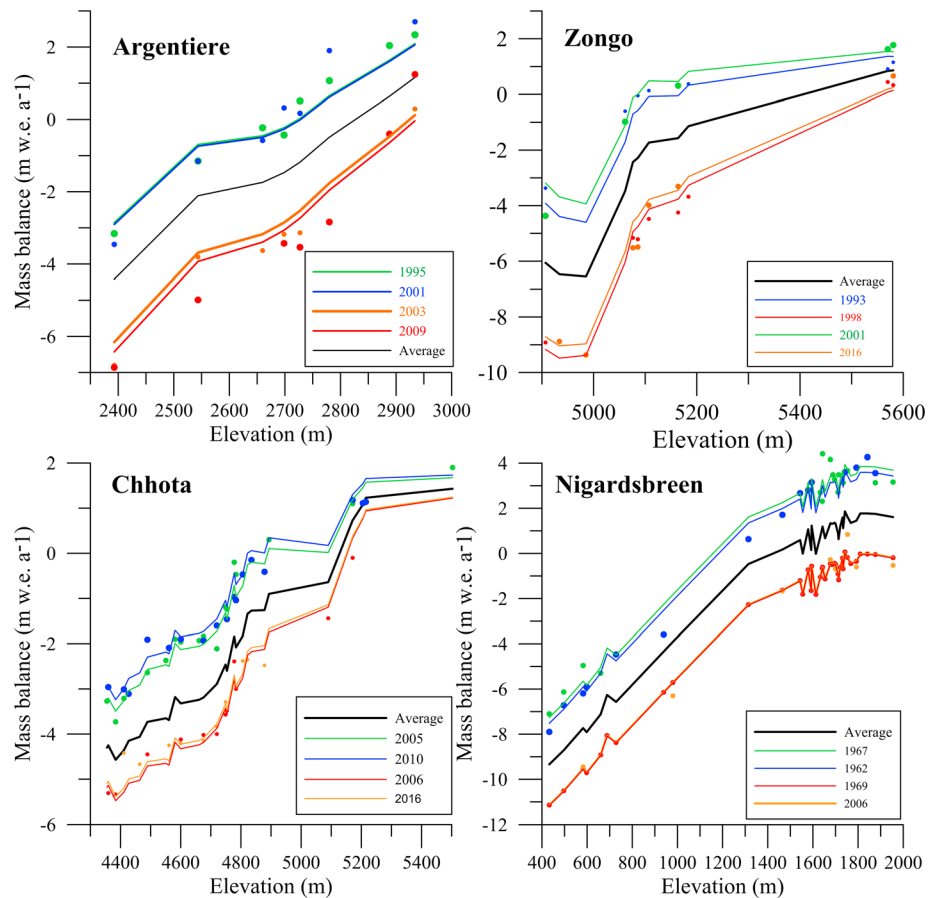 Argentiere
Mass balance (m w.e. a-1)
2
0
-2
-4
-6
1995
2001
2003
2009
Average
2400 2500 2600 2700 2800 2900 3000
Elevation (m)
Zongo
2
0
-2
-4
-6
-8
-10
Average
1993
1998
2001
2016
5000 5200 5400 5600
Elevation (m)
Chhota
Mass balance (m w.e. a-1)
2
0
-2
-4
-6
Average
2005
2010
2006
2016
4400 4600 4800 5000 5200 5400
Elevation (m)
Nigardsbreen
Mass balance (m w.e. a-1)
4
2
0
-2
-4
-6
-8
-10
-12
Average
1967
1962
1969
2006
400 600 800 1000 1200 1400 1600 1800 2000
Elevation (m)